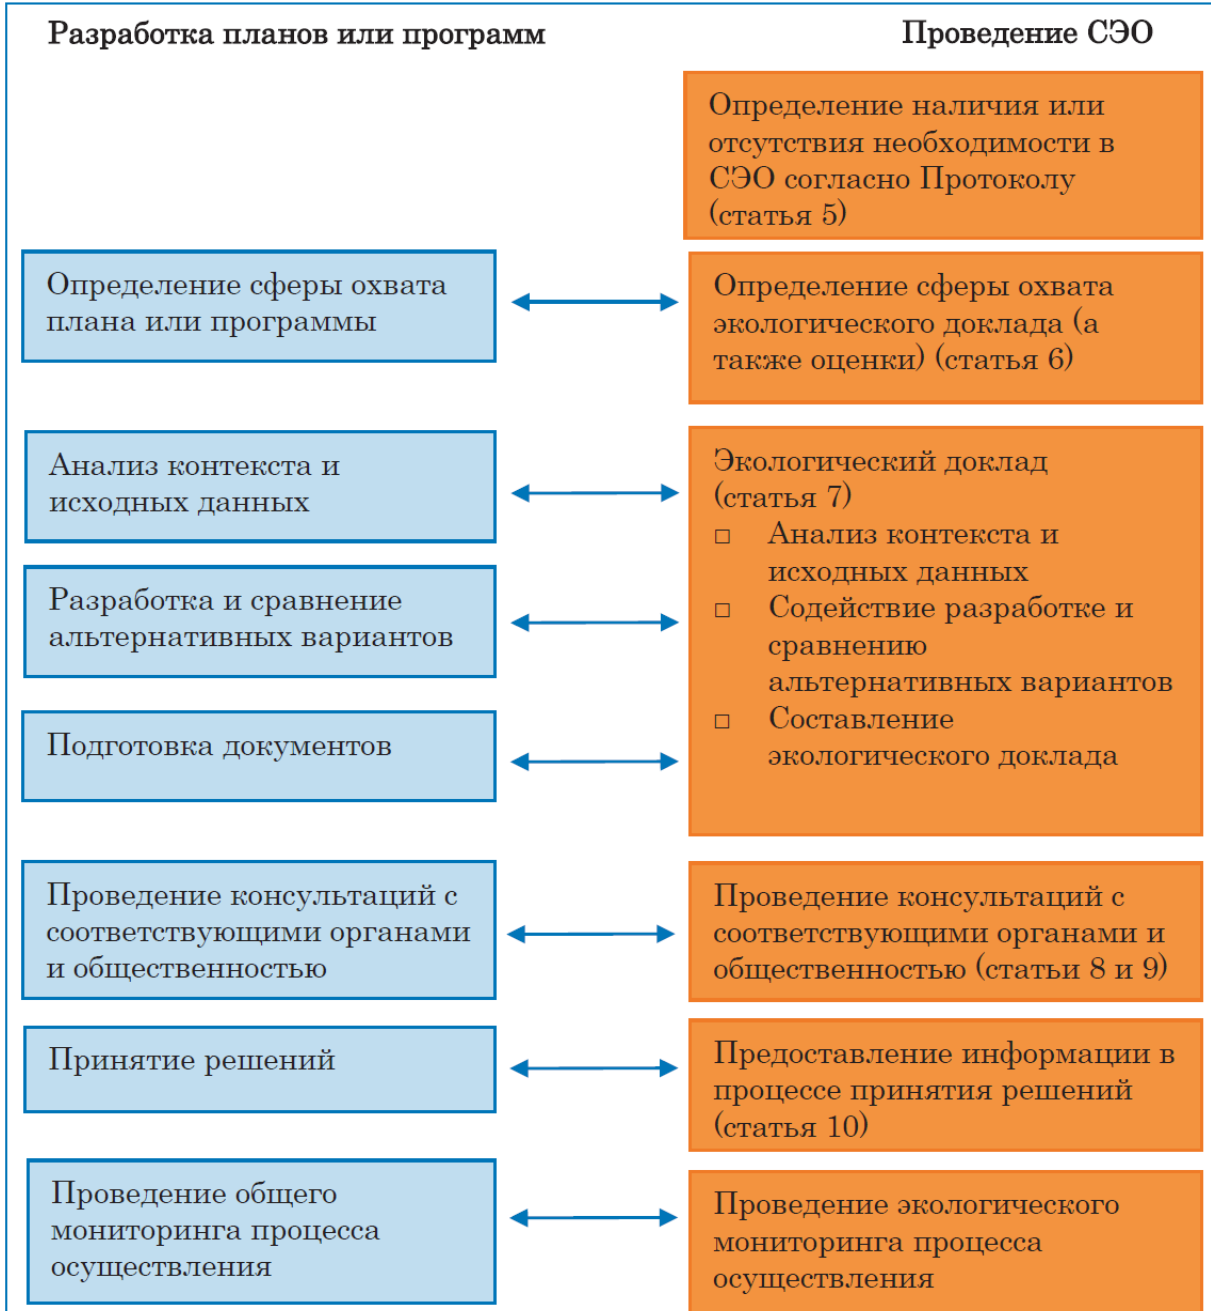 Разработка планов или программ
Проведение СЭО
Определение наличия или
отсутствия необходимости в
СЭО согласно Протоколу
(статья 5)
Определение сферы охвата
плана или программы
Определение сферы охвата
экологического доклада (а
также оценки) (статья 6)
Анализ контекста и
исходных данных
Разработка и сравнение
альтернативных вариантов
Подготовка документов
Экологический доклад
(статья 7)
□ Анализ контекста и
исходных данных
□ Содействие разработке и
сравнению
альтернативных вариантов
□ Составление
экологического доклада
Проведение консультаций с
соответствующими органами
и общественностью
Проведение консультаций с
соответствующими органами и
общественностью (статьи 8 и 9)
Принятие решений
Предоставление информации в
процессе принятия решений
(статья 10)
Проведение общего
мониторинга процесса
осуществления
Проведение экологического
мониторинга процесса
осуществления